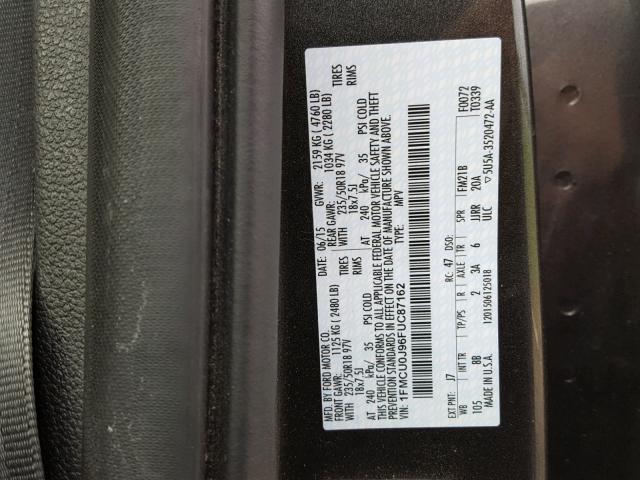 MFD. BY FORD MOTOR CO.
DATE: 06/15 GVWR: 2159 KG ( 4760 LB)
FRONT GAWR: 1125 KG ( 2480 LB) REAR GAWR: 1034 KG ( 2280 LB)
WITH 235/50R18 97V TIRES WITH 235/50R18 97V TIRES
18x7.5J RIMS 18x7.5J RIMS
AT 240 kPa/ 35 PSI COLD AT 240 kPa/ 35 PSI COLD
THIS VEHICLE CONFORMS TO ALL APPLICABLE FEDERAL MOTOR VEHICLE SAFETY AND THEFT
PREVENTION STANDARDS IN EFFECT ON THE DATE OF MANUFACTURE SHOWN ABOVE.
VIN: 1FMCU0J96FUC87162 TYPE: MPV
F0072
T0339
EXT PNT: J7 RC: 47 DSO: FM21B
WB INT TR TP/PS R AXLE TR SPR
105 BB 2 3A 6 UJRR 20A
MADE IN U.S.A. 1201506125018 ULC ▽5U5A-3520472-AA